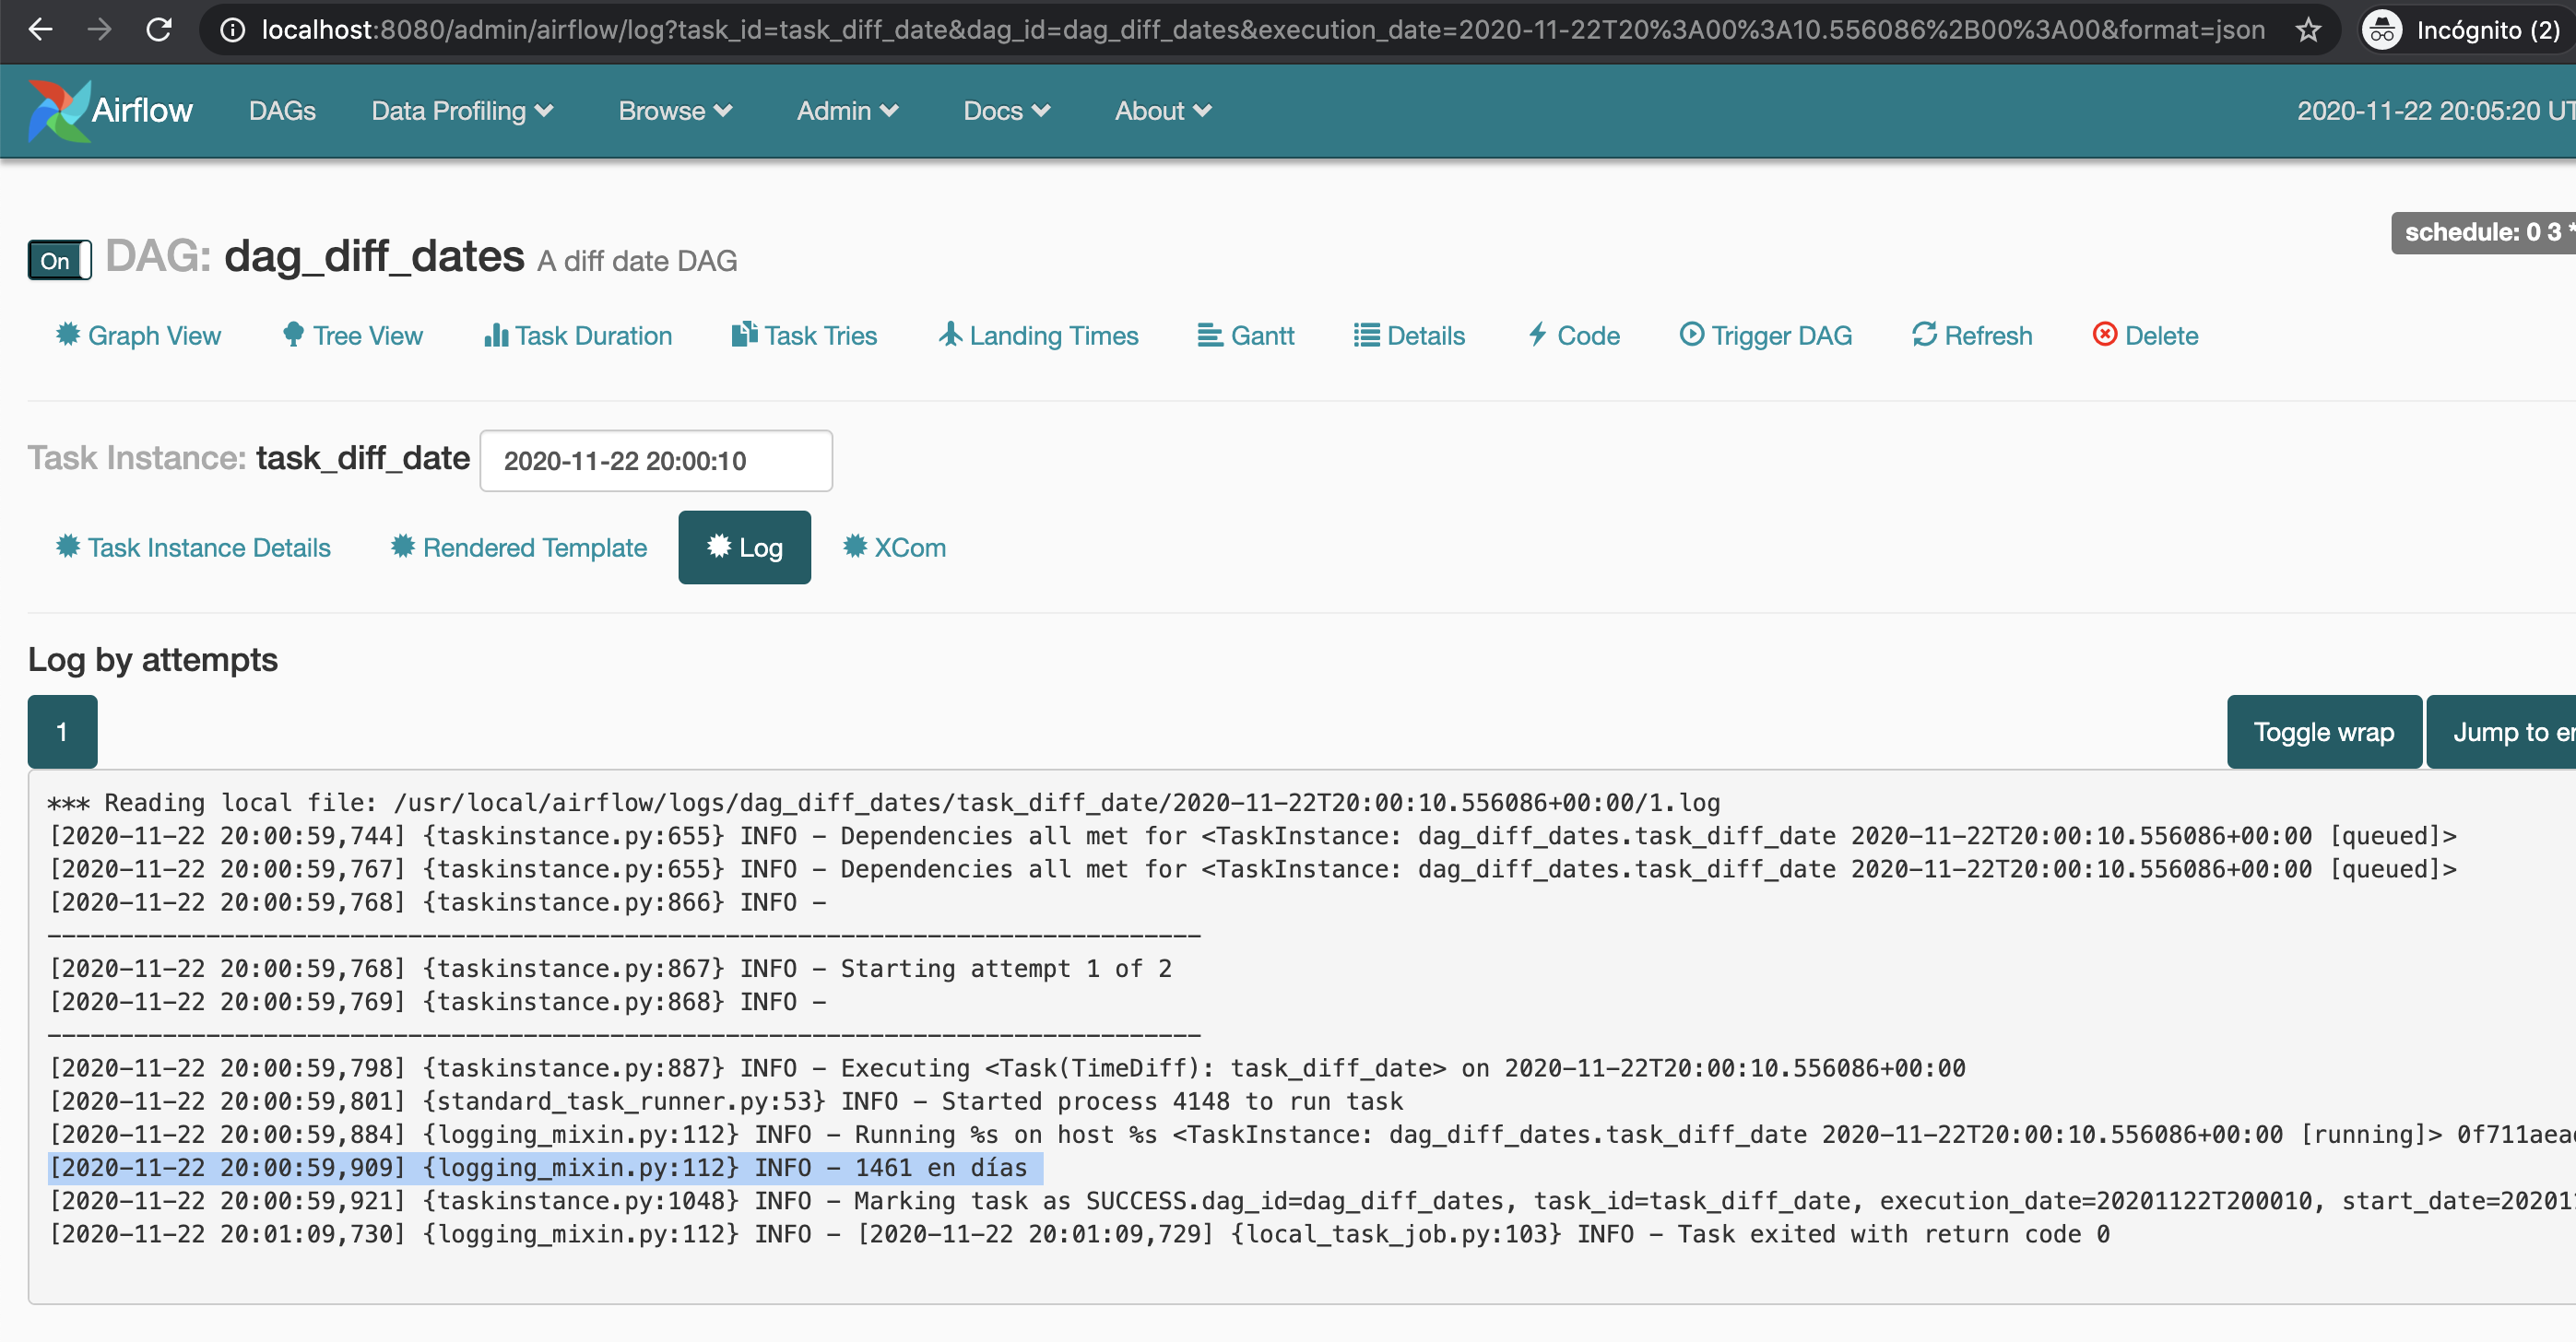 localhost:8080/admin/airflow/log?task_id=task_diff_date&dag_id=dag_diff_dates&execution_date=2020-11-22T20%3A00%3A10.556086%2B00%3A00&format=json Incógnito (2)
Airflow DAGs Data Profiling Browse Admin Docs About 2020-11-22 20:05:20
schedule: 0 3 *
On DAG: dag_diff_dates A diff date DAG
Graph View Tree View Task Duration Task Tries Landing Times Gantt Details Code Trigger DAG Refresh Delete
Task Instance: task_diff_date 2020-11-22 20:00:10
Task Instance Details Rendered Template Log XCom
Log by attempts
1 Toggle wrap Jump to
*** Reading local file: /usr/local/airflow/logs/dag_diff_dates/task_diff_date/2020-11-22T20:00:10.556086+00:00/1.log
[2020-11-22 20:00:59,744] {taskinstance.py:655} INFO - Dependencies all met for <TaskInstance: dag_diff_dates.task_diff_date 2020-11-22T20:00:10.556086+00:00 [queued]>
[2020-11-22 20:00:59,767] {taskinstance.py:655} INFO - Dependencies all met for <TaskInstance: dag_diff_dates.task_diff_date 2020-11-22T20:00:10.556086+00:00 [queued]>
[2020-11-22 20:00:59,768] {taskinstance.py:866} INFO -
--------------------------------------------------------------------------------
[2020-11-22 20:00:59,768] {taskinstance.py:867} INFO - Starting attempt 1 of 2
[2020-11-22 20:00:59,769] {taskinstance.py:868} INFO -
--------------------------------------------------------------------------------
[2020-11-22 20:00:59,798] {taskinstance.py:887} INFO - Executing <Task(TimeDiff): task_diff_date> on 2020-11-22T20:00:10.556086+00:00
[2020-11-22 20:00:59,801] {standard_task_runner.py:53} INFO - Started process 4148 to run task
[2020-11-22 20:00:59,884] {logging_mixin.py:112} INFO - Running %s on host %s <TaskInstance: dag_diff_dates.task_diff_date 2020-11-22T20:00:10.556086+00:00 [running]>
[2020-11-22 20:00:59,909] {logging_mixin.py:112} INFO - 1461 en días
[2020-11-22 20:00:59,921] {taskinstance.py:1048} INFO - Marking task as SUCCESS.dag_id=dag_diff_dates, task_id=task_diff_date, execution_date=20201122T200010,
[2020-11-22 20:01:09,730] {logging_mixin.py:112} INFO - [2020-11-22 20:01:09,729] {local_task_job.py:103} INFO - Task exited with return code 0